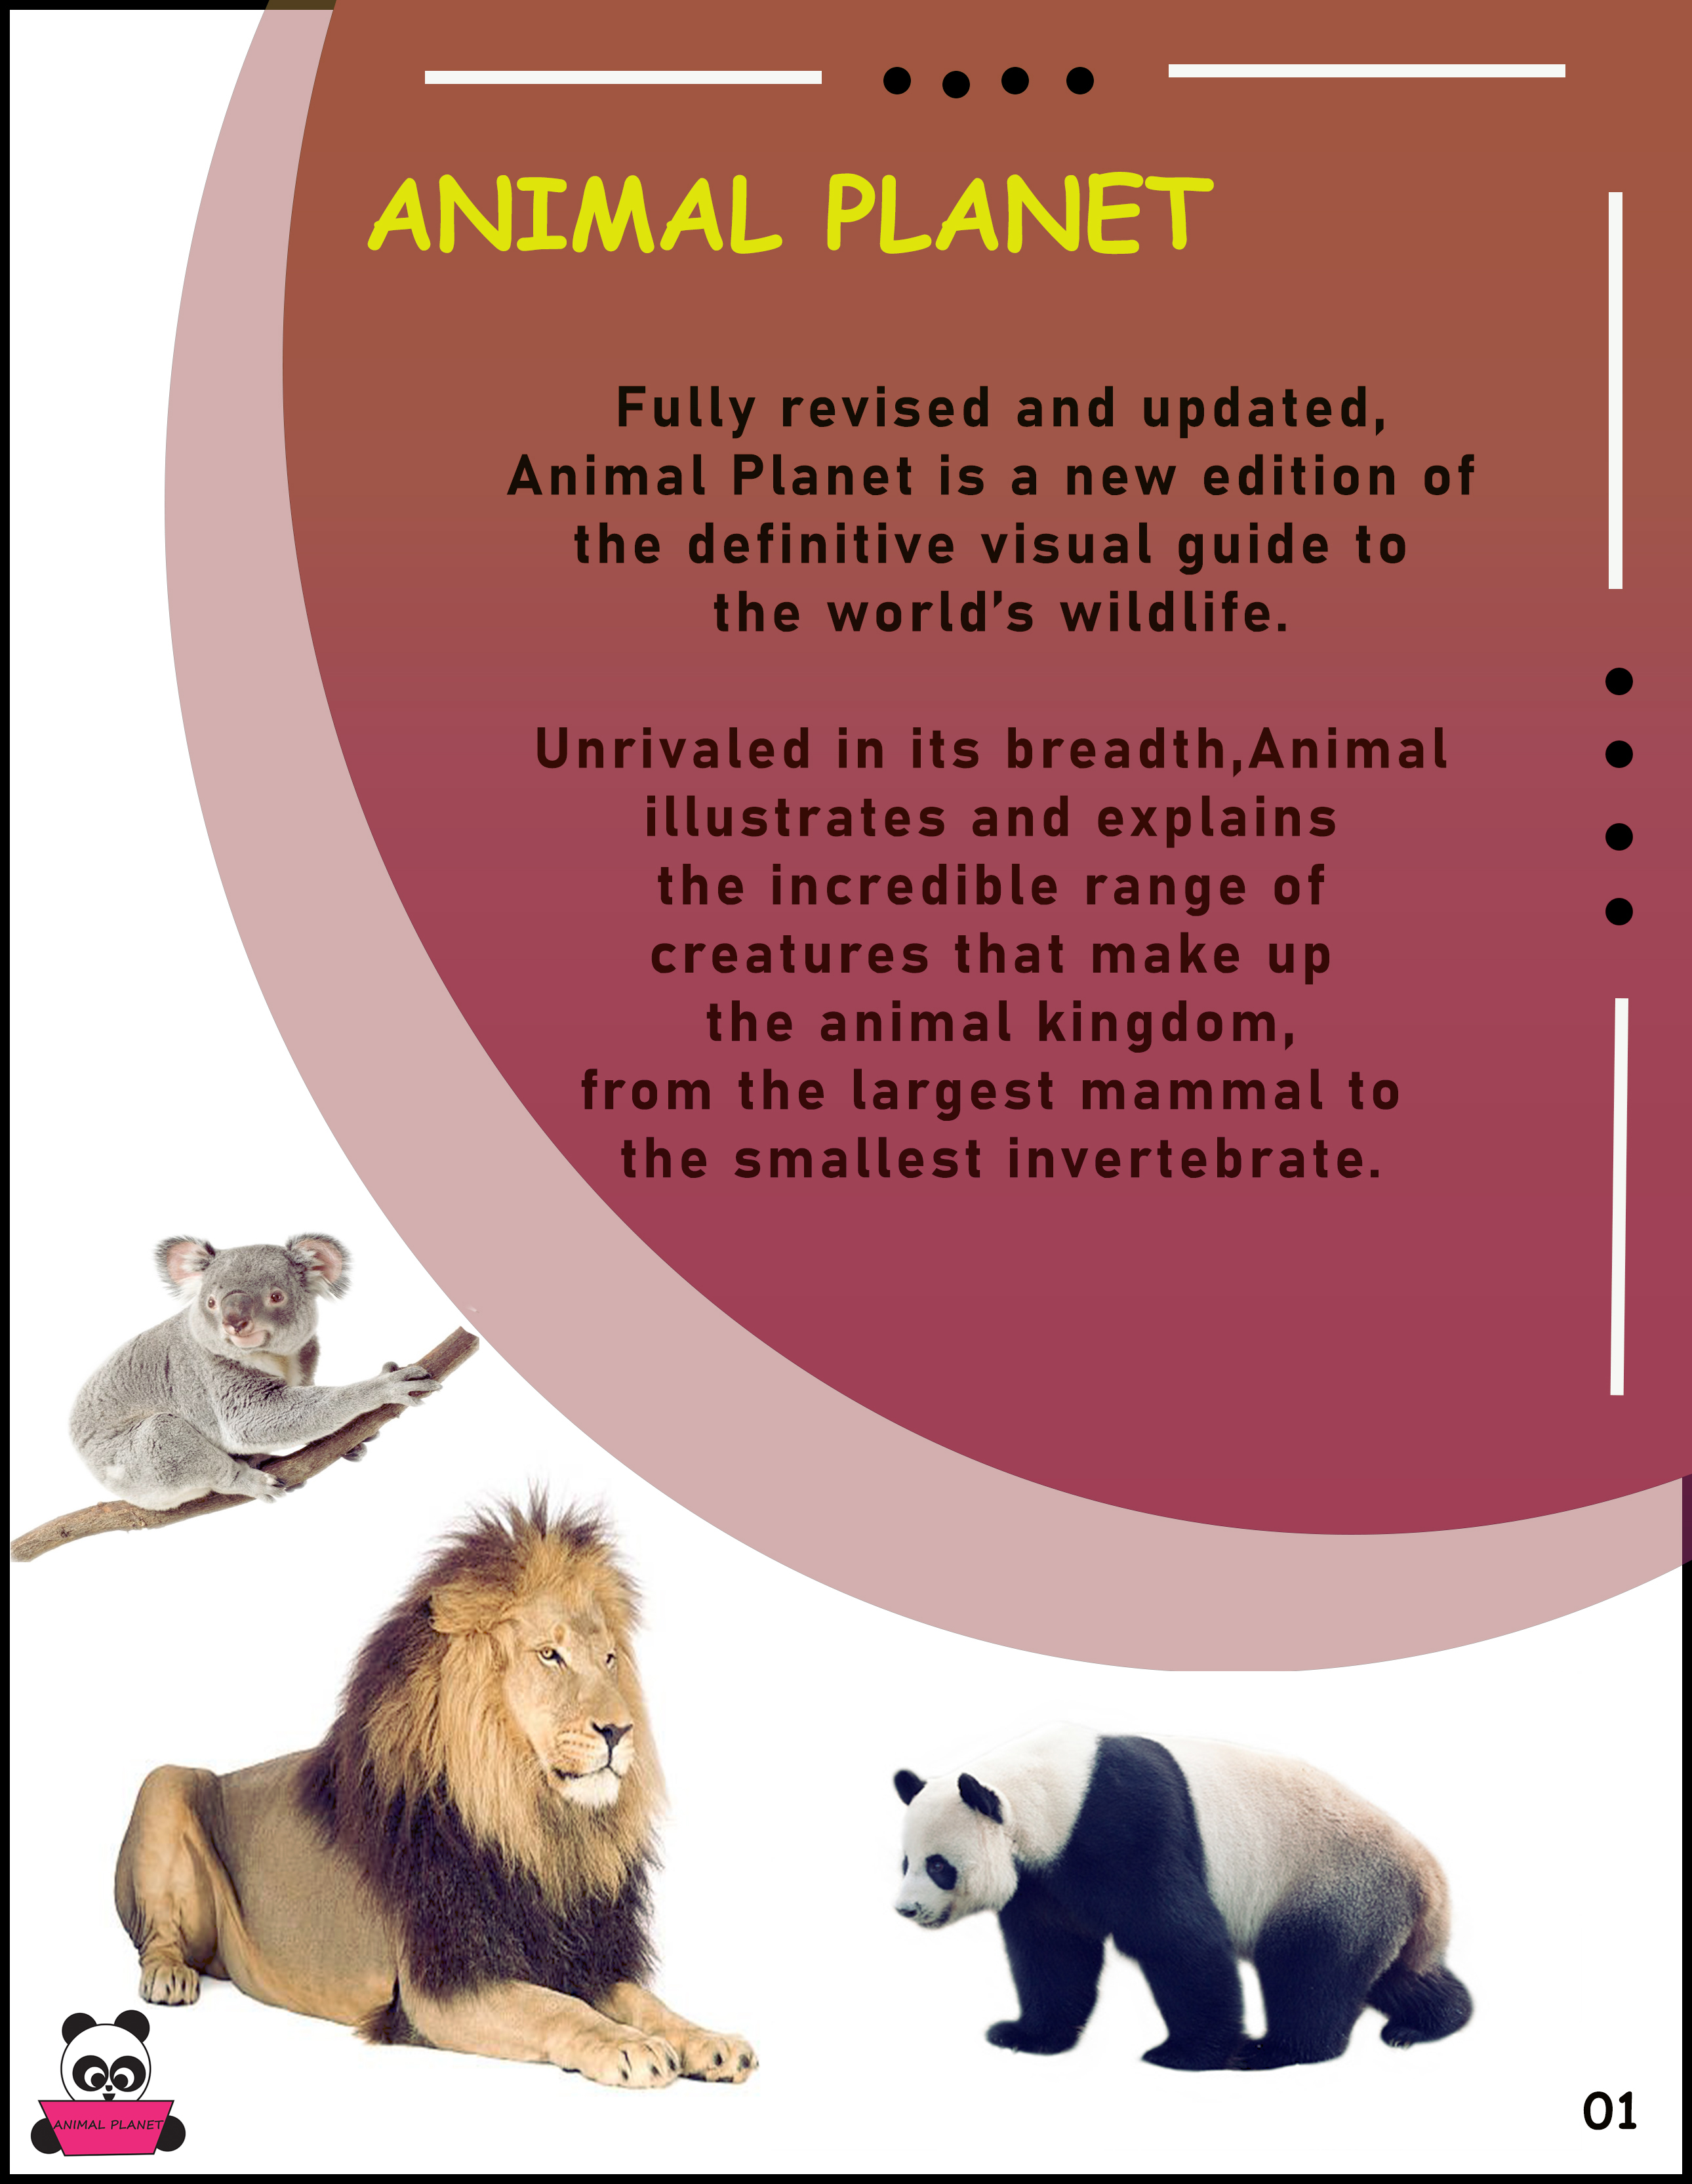 ANIMAL PLANET
Fully revised and updated,
Animal Planet is a new edition of
the definitive visual guide to
the world’s wildlife.
Unrivaled in its breadth,Animal
illustrates and explains
the incredible range of
creatures that make up
the animal kingdom,
from the largest mammal to
the smallest invertebrate.
ANIMAL PLANET
01